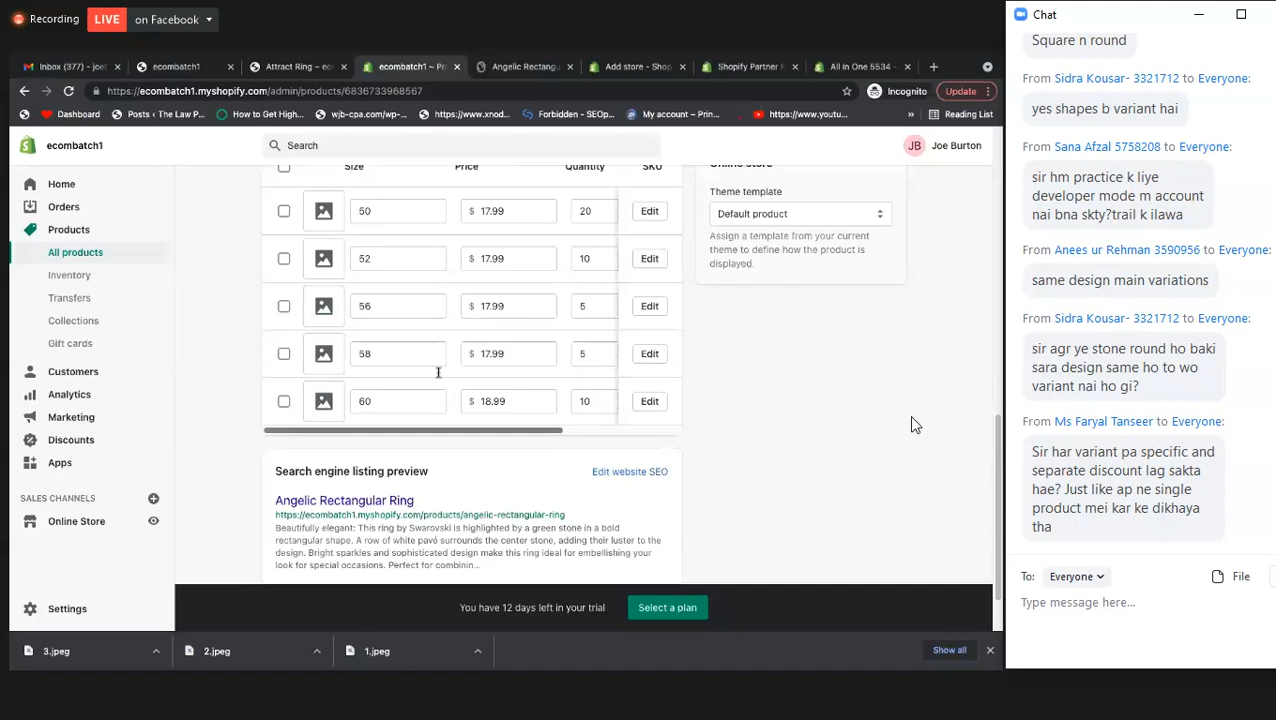 Recording LIVE on Facebook
Inbox (377) – joe
ecombatch1
Attract Ring – ec
ecombatch1 – Pr
Angelic Rectangu
Add store - Shop
Shopify Partner
All in One 5534 –
https://ecombatch1.myshopify.com/admin/products/6836733968567
Incognito
Update
Dashboard
Posts ‹ The Law P...
How to Get High...
wjb-cpa.com/wp-...
https://www.xnod...
Forbidden - SEOp...
My account – Prin...
https://www.youtu...
Reading List
ecombatch1
Search
JB Joe Burton
Home
Orders
Products
All products
Inventory
Transfers
Collections
Gift cards
Customers
Analytics
Marketing
Discounts
Apps
SALES CHANNELS
Online Store
Settings
Size Price Quantity SKU
50 $ 17.99 20 Edit
52 $ 17.99 10 Edit
56 $ 17.99 5 Edit
58 $ 17.99 5 Edit
60 $ 18.99 10 Edit
Online store
Theme template
Default product
Assign a template from your current
theme to define how the product is
displayed.
Search engine listing preview
Edit website SEO
Angelic Rectangular Ring
https://ecombatch1.myshopify.com/products/angelic-rectangular-ring
Beautifully elegant: This ring by Swarovski is highlighted by a green stone in a bold
rectangular shape. A row of white pavé surrounds the center stone, adding their luster to the
design. Bright sparkles and sophisticated design make this ring ideal for embellishing your
look for special occasions. Perfect for combinin...
You have 12 days left in your trial
Select a plan
3.jpeg
2.jpeg
1.jpeg
Show all
Chat
Square n round
From Sidra Kousar- 3321712 to Everyone:
yes shapes b variant hai
From Sana Afzal 5758208 to Everyone:
sir hm practice k liye
developer mode m account
nai bna skty?trail k ilawa
From Anees ur Rehman 3590956 to Everyone:
same design main variations
From Sidra Kousar- 3321712 to Everyone:
sir agr ye stone round ho baki
sara design same ho to wo
variant nai ho gi?
From Ms Faryal Tanseer to Everyone:
Sir har variant pa specific and
separate discount lag sakta
hae? Just like ap ne single
product mei kar ke dikhaya
tha
To: Everyone
File
Type message here...